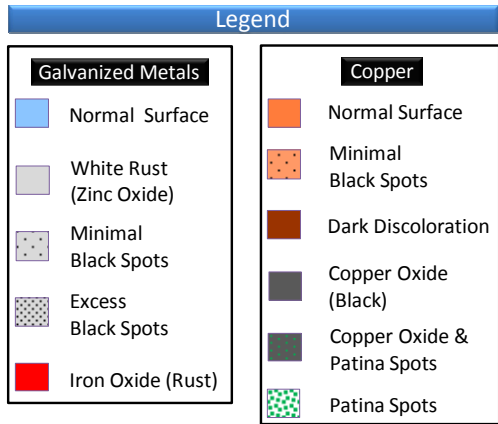 Legend
Galvanized Metals
Normal Surface
White Rust
(Zinc Oxide)
Minimal
Black Spots
Excess
Black Spots
Iron Oxide (Rust)
Copper
Normal Surface
Minimal
Black Spots
Dark Discoloration
Copper Oxide
(Black)
Copper Oxide &
Patina Spots
Patina Spots